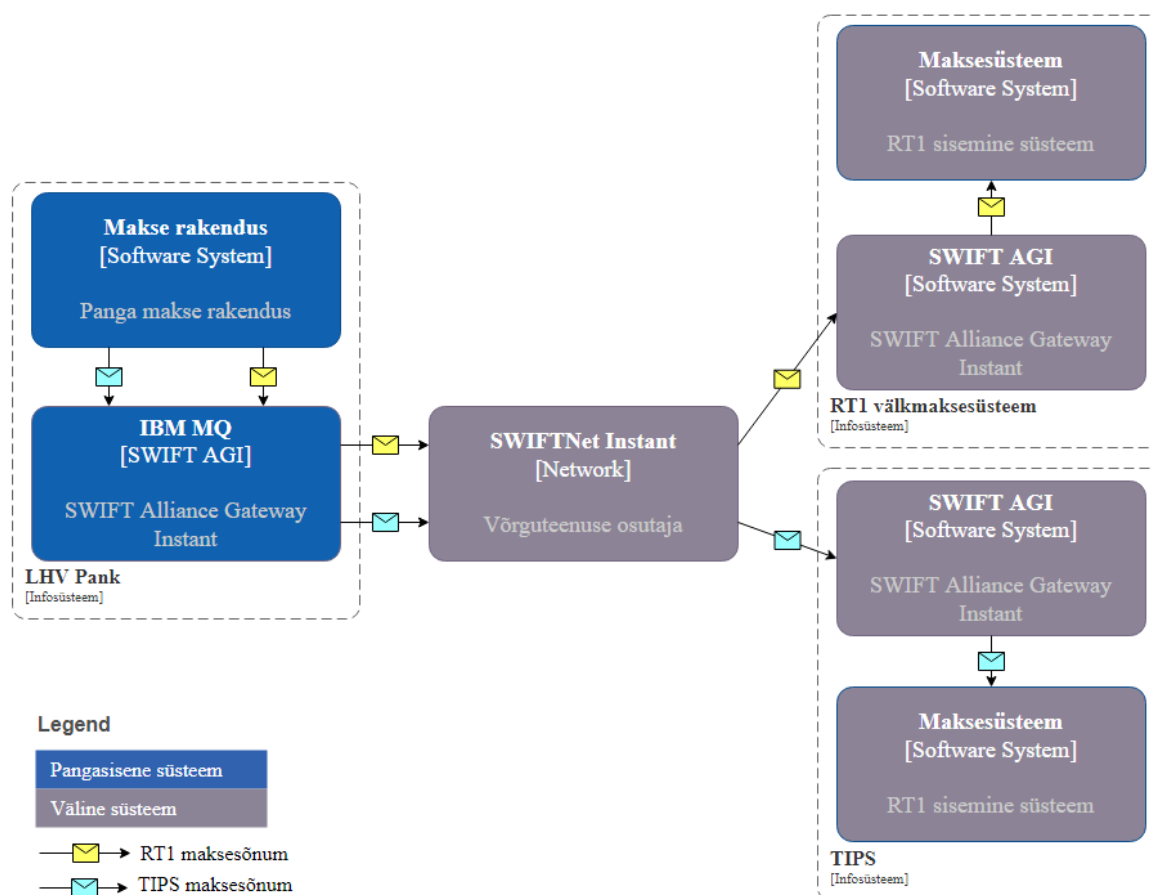 Makse rakendus
[Software System]
Panga makse rakendus
IBM MQ
[SWIFT AGI]
SWIFT Alliance Gateway
Instant
LHV Pank
[Infosüsteem]
SWIFTNet Instant
[Network]
Võrguteenuse osutaja
Maksesüsteem
[Software System]
RT1 sisemine süsteem
SWIFT AGI
[Software System]
SWIFT Alliance Gateway
Instant
RT1 välkmaksesüsteem
[Infosüsteem]
SWIFT AGI
[Software System]
SWIFT Alliance Gateway
Instant
Maksesüsteem
[Software System]
RT1 sisemine süsteem
TIPS
[Infosüsteem]
Legend
Pangasisene süsteem
Väline süsteem
RT1 maksesõnum
TIPS maksesõnum